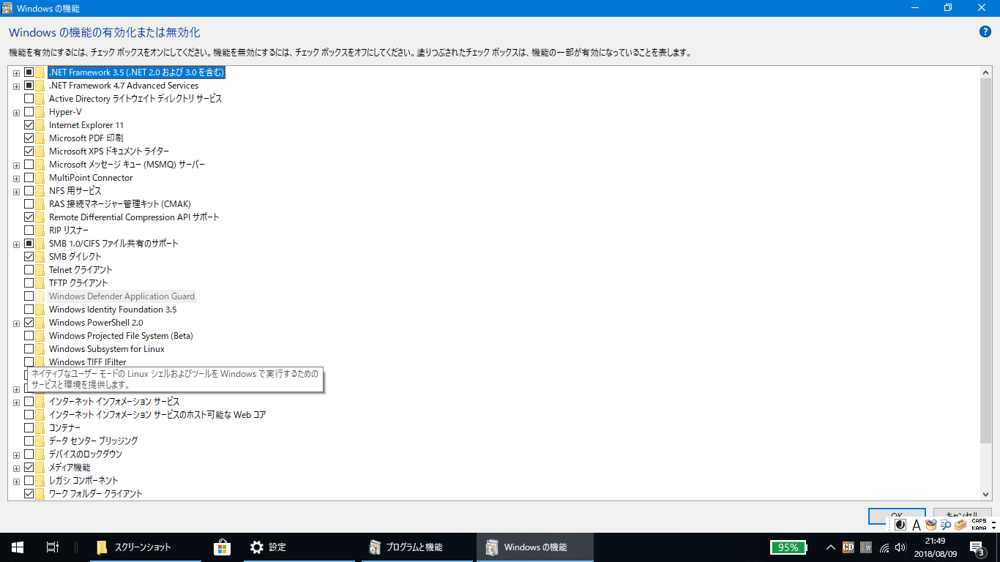 Windows の機能
Windows の機能の有効化または無効化
機能を有効にするには、チェック ボックスをオンにしてください。機能を無効にするには、チェック ボックスをオフにしてください。塗りつぶされたチェック ボックスは、機能の一部が有効になっていることを表します。
.NET Framework 3.5 (.NET 2.0 および 3.0 を含む)
.NET Framework 4.7 Advanced Services
Active Directory ライトウェイト ディレクトリ サービス
Hyper-V
Internet Explorer 11
Microsoft PDF 印刷
Microsoft XPS ドキュメント ライター
Microsoft メッセージ キュー (MSMQ) サーバー
MultiPoint Connector
NFS 用サービス
RAS 接続マネージャー管理キット (CMAK)
Remote Differential Compression API サポート
RIP リスナー
SMB 1.0/CIFS ファイル共有のサポート
SMB ダイレクト
Telnet クライアント
TFTP クライアント
Windows Defender Application Guard
Windows Identity Foundation 3.5
Windows PowerShell 2.0
Windows Projected File System (Beta)
Windows Subsystem for Linux
Windows TIFF IFilter
ネイティブなユーザー モードの Linux シェルおよびツールを Windows で実行するための
サービスと環境を提供します。
インターネット インフォメーション サービス
インターネット インフォメーション サービスのホスト可能な Web コア
コンテナー
データ センター ブリッジング
デバイスのロックダウン
メディア機能
レガシ コンポーネント
ワーク フォルダー クライアント
OK
キャンセル
A
CAPS
KANA
スクリーンショット
設定
プログラムと機能
Windows の機能
95%
CD
21:49
2018/08/09
3